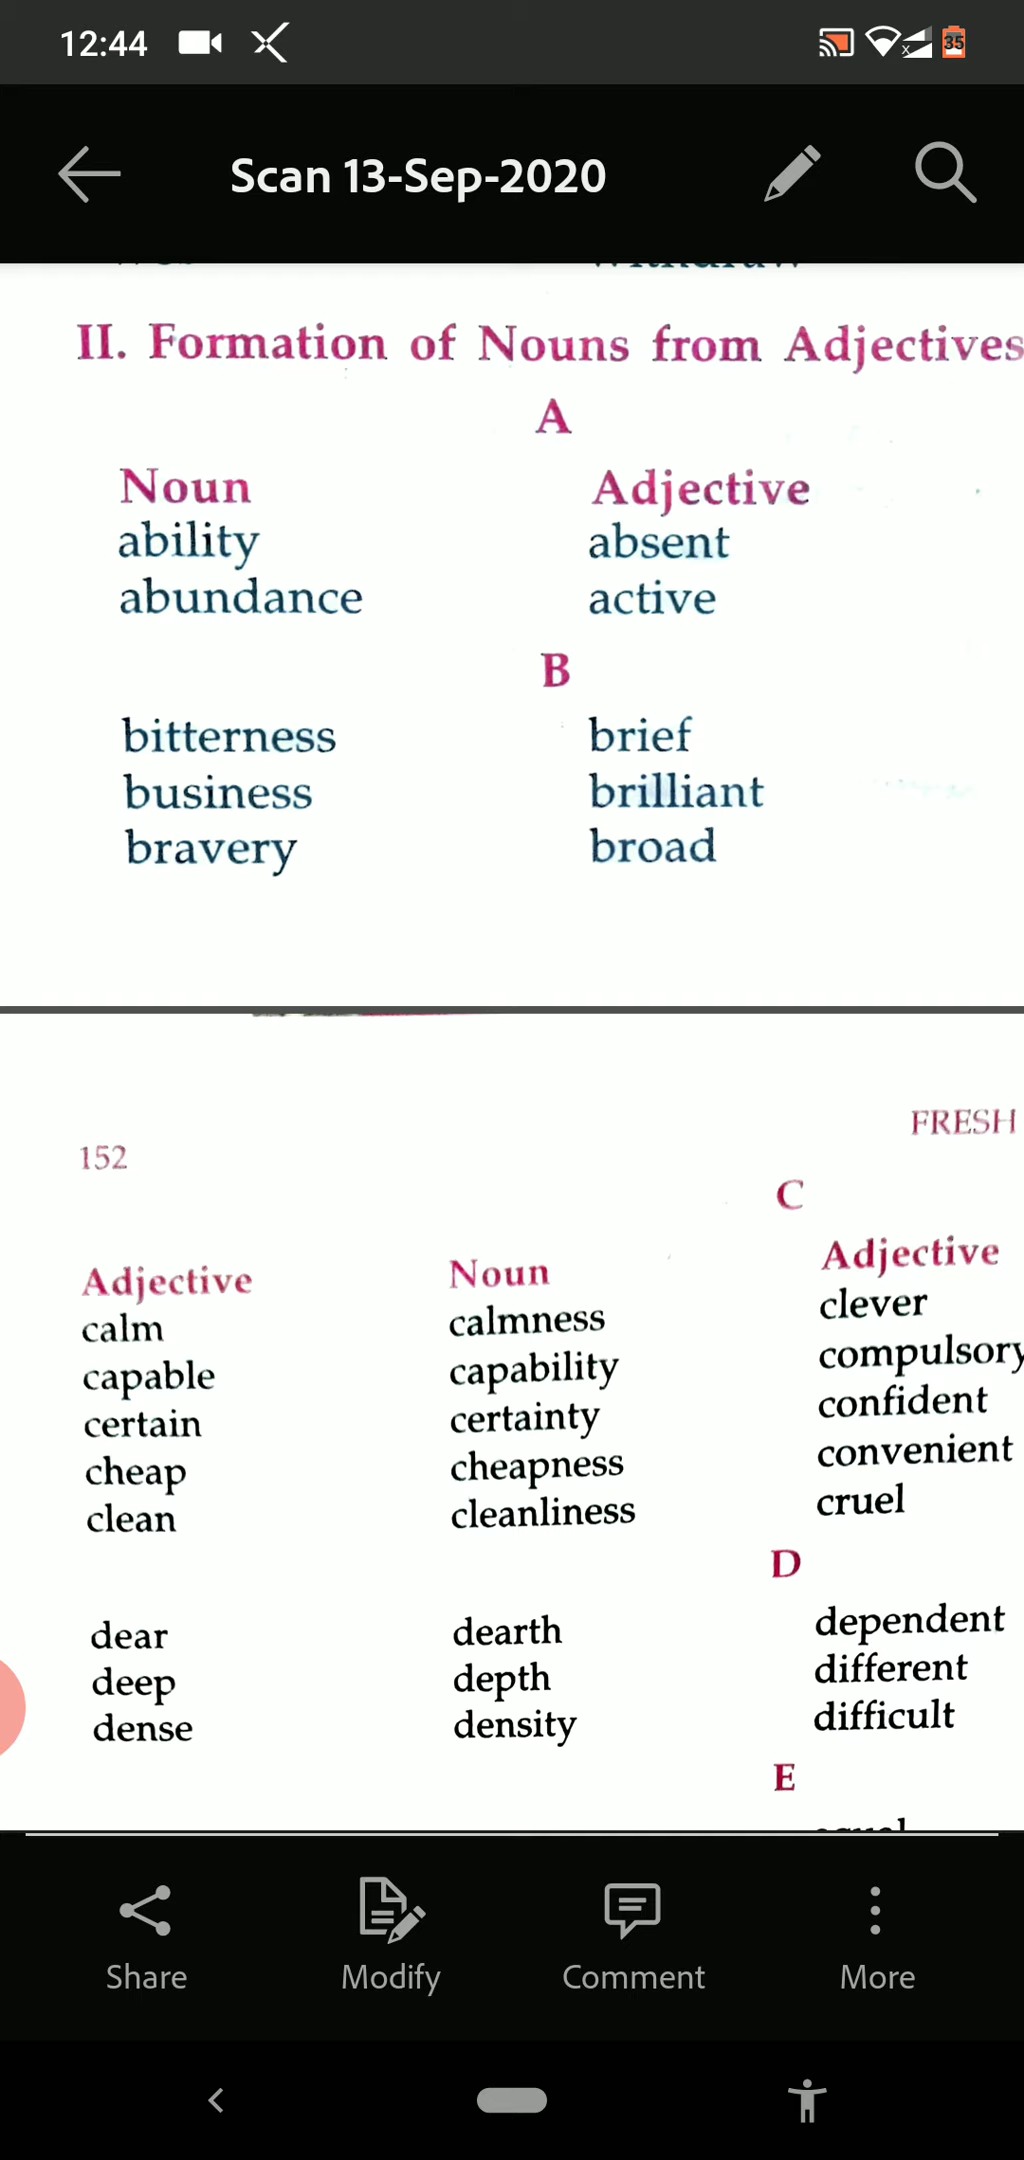 12:44
35
Scan 13-Sep-2020
II. Formation of Nouns from Adjectives
A
Noun Adjective
ability absent
abundance active
B
bitterness brief
business brilliant
bravery broad
FRESH
152
C
Adjective Noun Adjective
calm calmness clever
capable capability compulsory
certain certainty confident
cheap cheapness convenient
clean cleanliness cruel
D
dear dearth dependent
deep depth different
dense density difficult
E
Share Modify Comment More